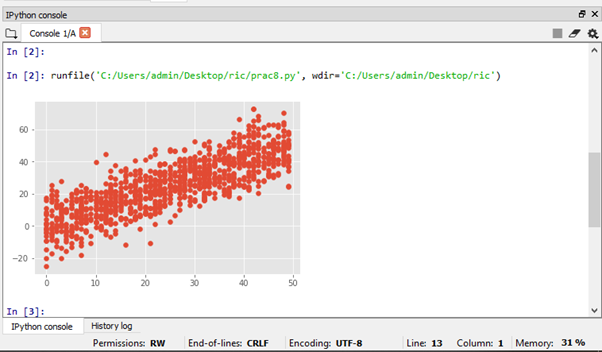 IPython console
Console 1/A
In [2]:
In [2]: runfile('C:/Users/admin/Desktop/ric/prac8.py', wdir='C:/Users/admin/Desktop/ric')
60
40
20
0
−20
0 10 20 30 40 50
In [3]:
IPython console History log
Permissions: RW End-of-lines: CRLF Encoding: UTF-8 Line: 13 Column: 1 Memory: 31 %